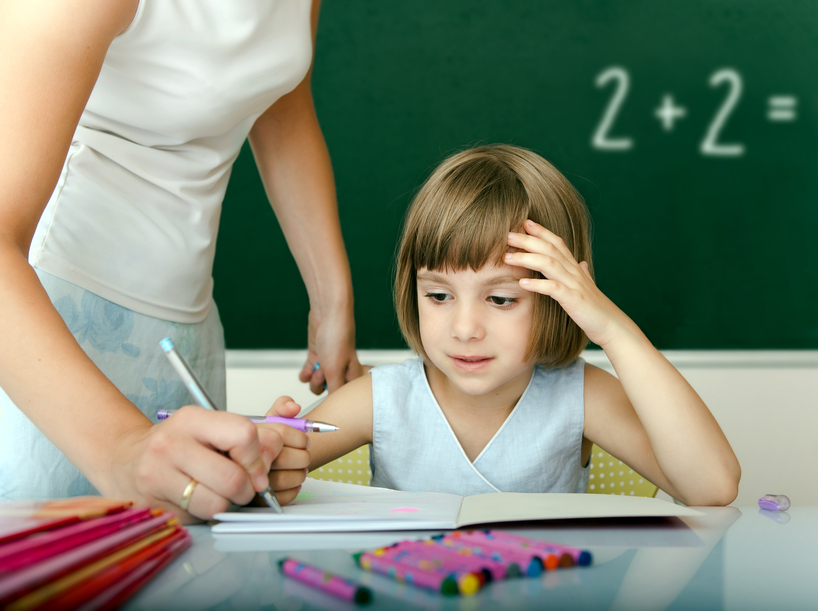 2 + 2 =